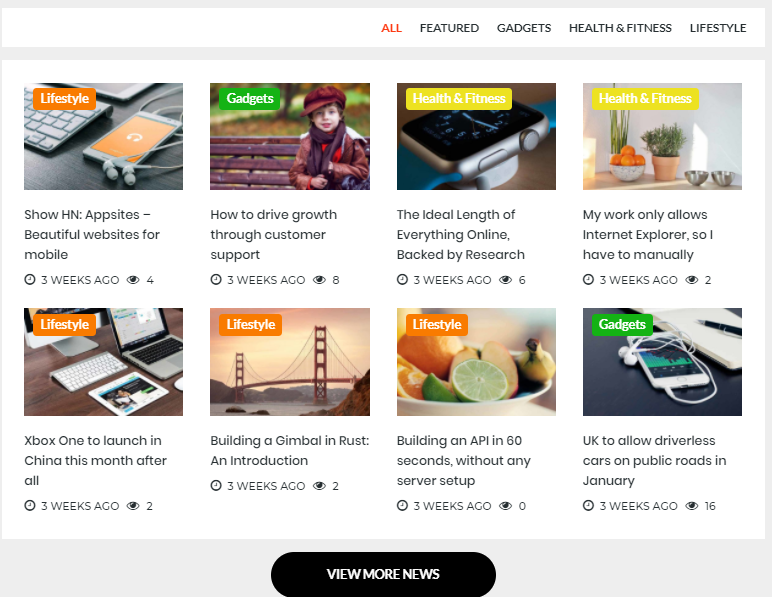 ALL FEATURED GADGETS HEALTH & FITNESS LIFESTYLE
Lifestyle
Show HN: Appsites –
Beautiful websites for
mobile
3 WEEKS AGO 4
Gadgets
How to drive growth
through customer
support
3 WEEKS AGO 8
Health & Fitness
The Ideal Length of
Everything Online,
Backed by Research
3 WEEKS AGO 6
Health & Fitness
My work only allows
Internet Explorer, so I
have to manually
3 WEEKS AGO 2
Lifestyle
Xbox One to launch in
China this month after
all
3 WEEKS AGO 2
Lifestyle
Building a Gimbal in Rust:
An Introduction
3 WEEKS AGO 2
Lifestyle
Building an API in 60
seconds, without any
server setup
3 WEEKS AGO 0
Gadgets
UK to allow driverless
cars on public roads in
January
3 WEEKS AGO 16
VIEW MORE NEWS